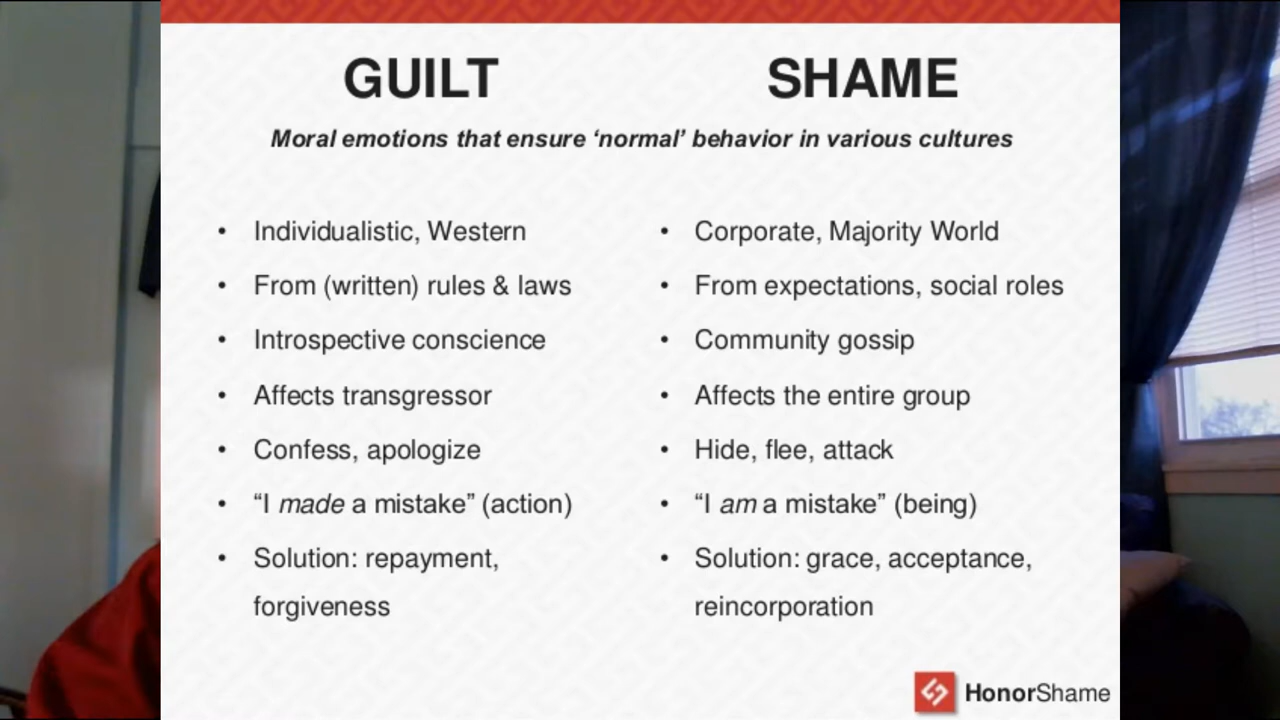 GUILT
SHAME
Moral emotions that ensure ‘normal’ behavior in various cultures
• Individualistic, Western
• From (written) rules & laws
• Introspective conscience
• Affects transgressor
• Confess, apologize
• “I made a mistake” (action)
• Solution: repayment,
forgiveness
• Corporate, Majority World
• From expectations, social roles
• Community gossip
• Affects the entire group
• Hide, flee, attack
• “I am a mistake” (being)
• Solution: grace, acceptance,
reincorporation
HonorShame